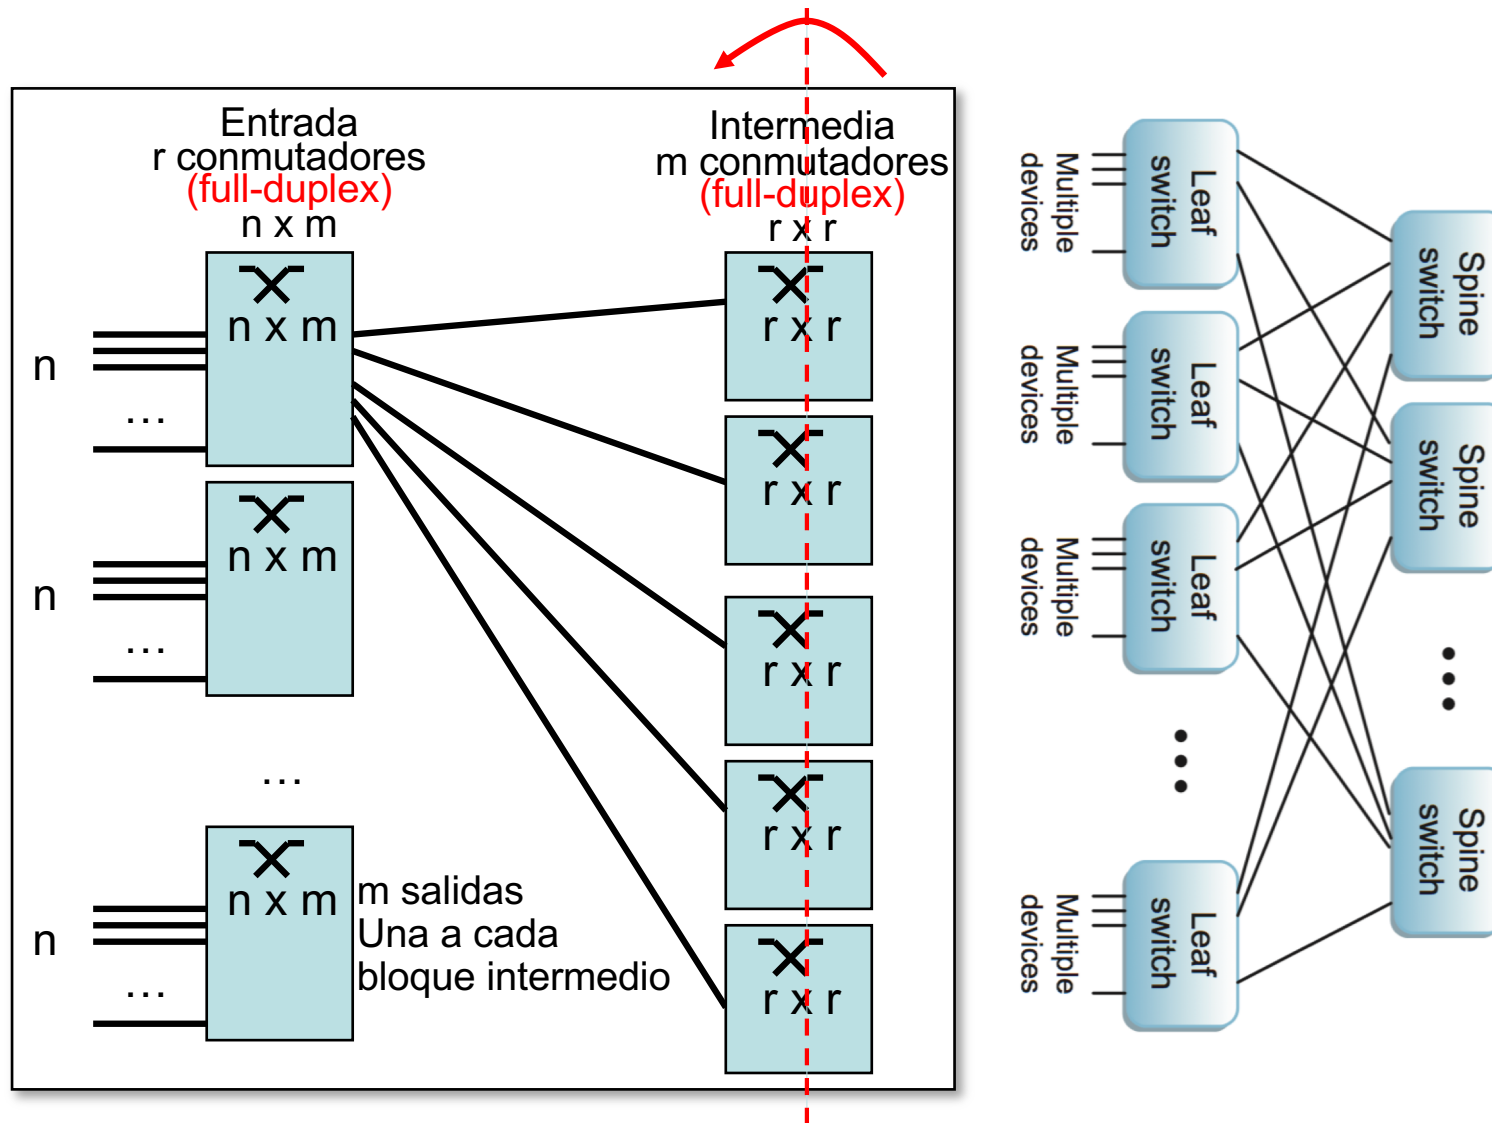 Entrada
r conmutadores
(full-duplex)
n x m
Intermedia
m conmutadores
(full-duplex)
r x r
n
n x m
...
n
n x m
...
...
n
n x m
...
m salidas
Una a cada
bloque intermedio
r x r
r x r
r x r
r x r
r x r
Multiple
devices
Leaf
switch
Multiple
devices
Leaf
switch
Multiple
devices
Leaf
switch
Multiple
devices
Leaf
switch
Spine
switch
Spine
switch
Spine
switch